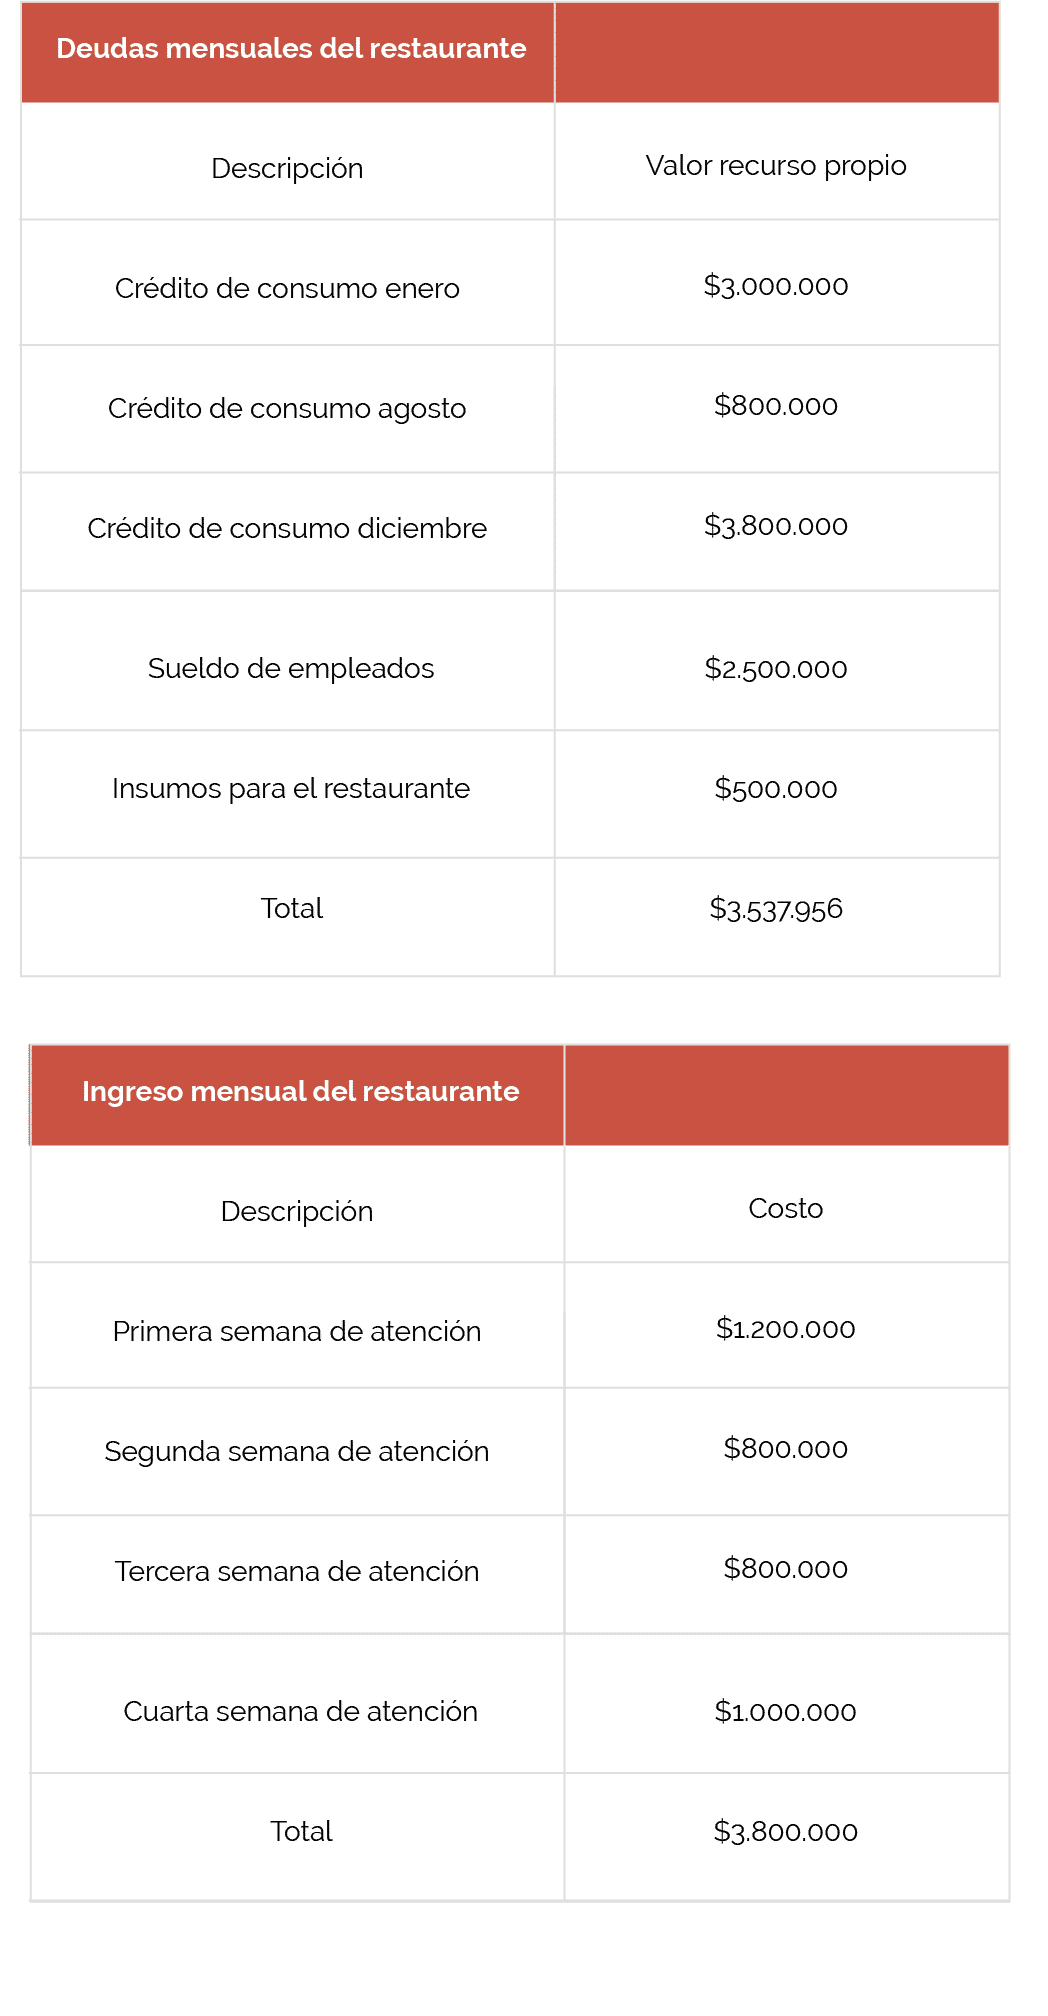 Deudas mensuales del restaurante
Descripción Valor recurso propio
Crédito de consumo enero $3.000.000
Crédito de consumo agosto $800.000
Crédito de consumo diciembre $3.800.000
Sueldo de empleados $2.500.000
Insumos para el restaurante $500.000
Total $3.537.956
Ingreso mensual del restaurante
Descripción Costo
Primera semana de atención $1.200.000
Segunda semana de atención $800.000
Tercera semana de atención $800.000
Cuarta semana de atención $1.000.000
Total $3.800.000